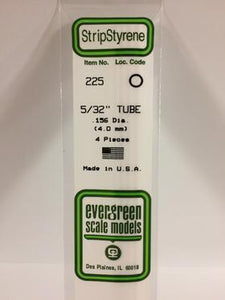 StripStyrene
Item No. Loc. Code
225
5/32" TUBE
.156 Dia.
(4.0 mm)
4 Pieces
Made in U.S.A.
evergreen
scale models
Des Plaines, IL 60018